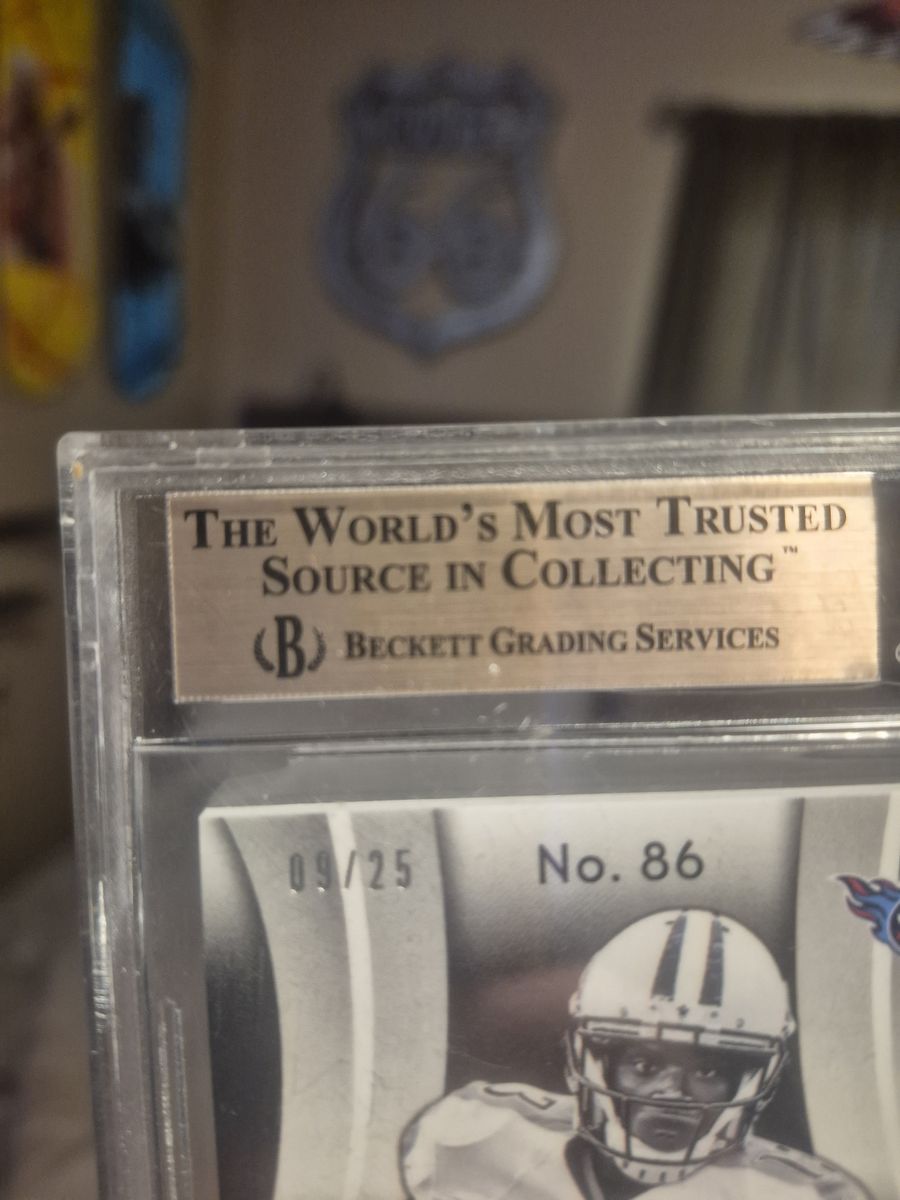 THE WORLD'S MOST TRUSTED
SOURCE IN COLLECTING™
B BECKETT GRADING SERVICES
09/25
No. 86